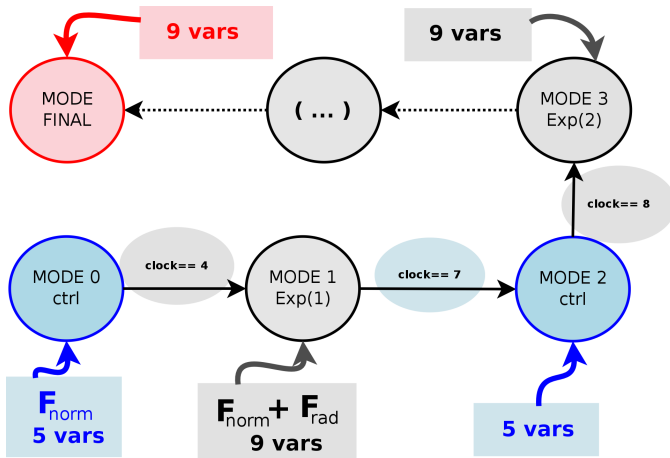 9 vars
9 vars
MODE
FINAL
( ... )
MODE 3
Exp(2)
clock== 8
MODE 0
ctrl
clock== 4
MODE 1
Exp(1)
clock== 7
MODE 2
ctrl
Fnorm
5 vars
Fnorm+ Frad
9 vars
5 vars